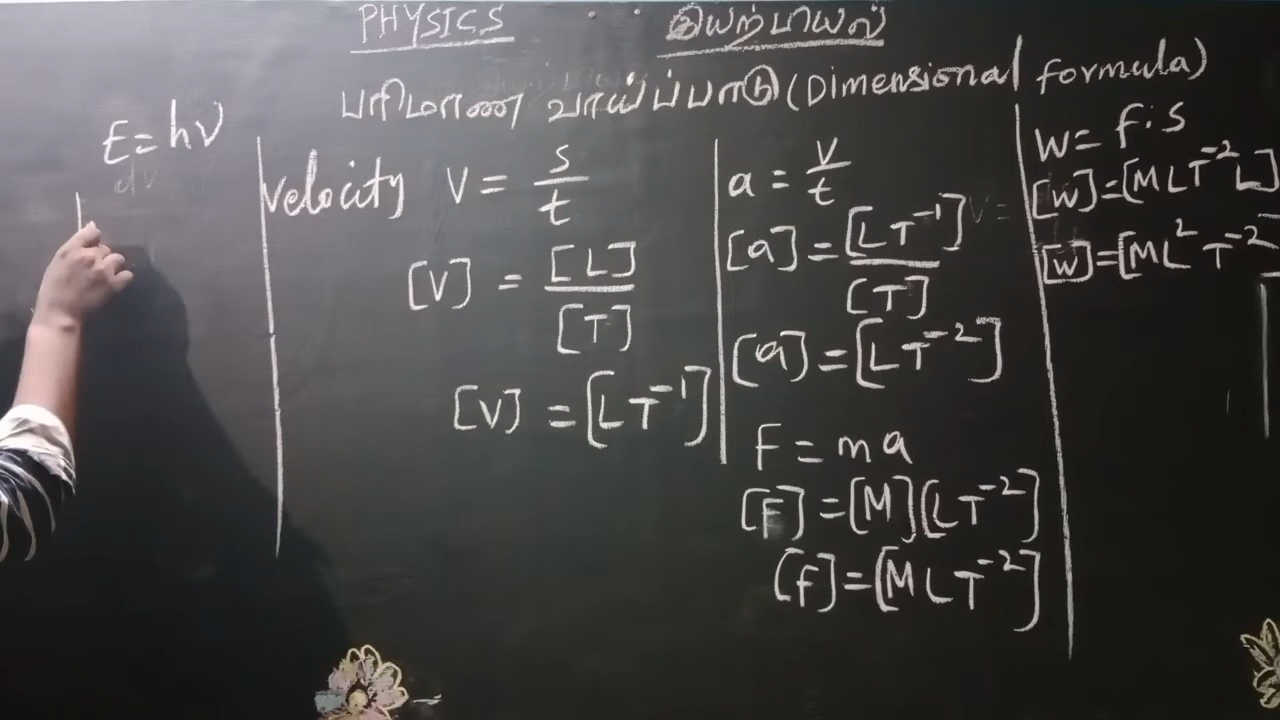 PHYSICS இயற்பியல்
பரிமாண வாய்ப்பாடு (Dimensional formula)
E = hν
Velocity V = s/t
[V] = [L]/[T]
[V] = [LT⁻¹]
a = v/t
[a] = [LT⁻¹]/[T]
[a] = [LT⁻²]
F = ma
[F] = [M][LT⁻²]
[F] = [MLT⁻²]
W = F·s
[W] = [MLT⁻²L]
[W] = [ML²T⁻²